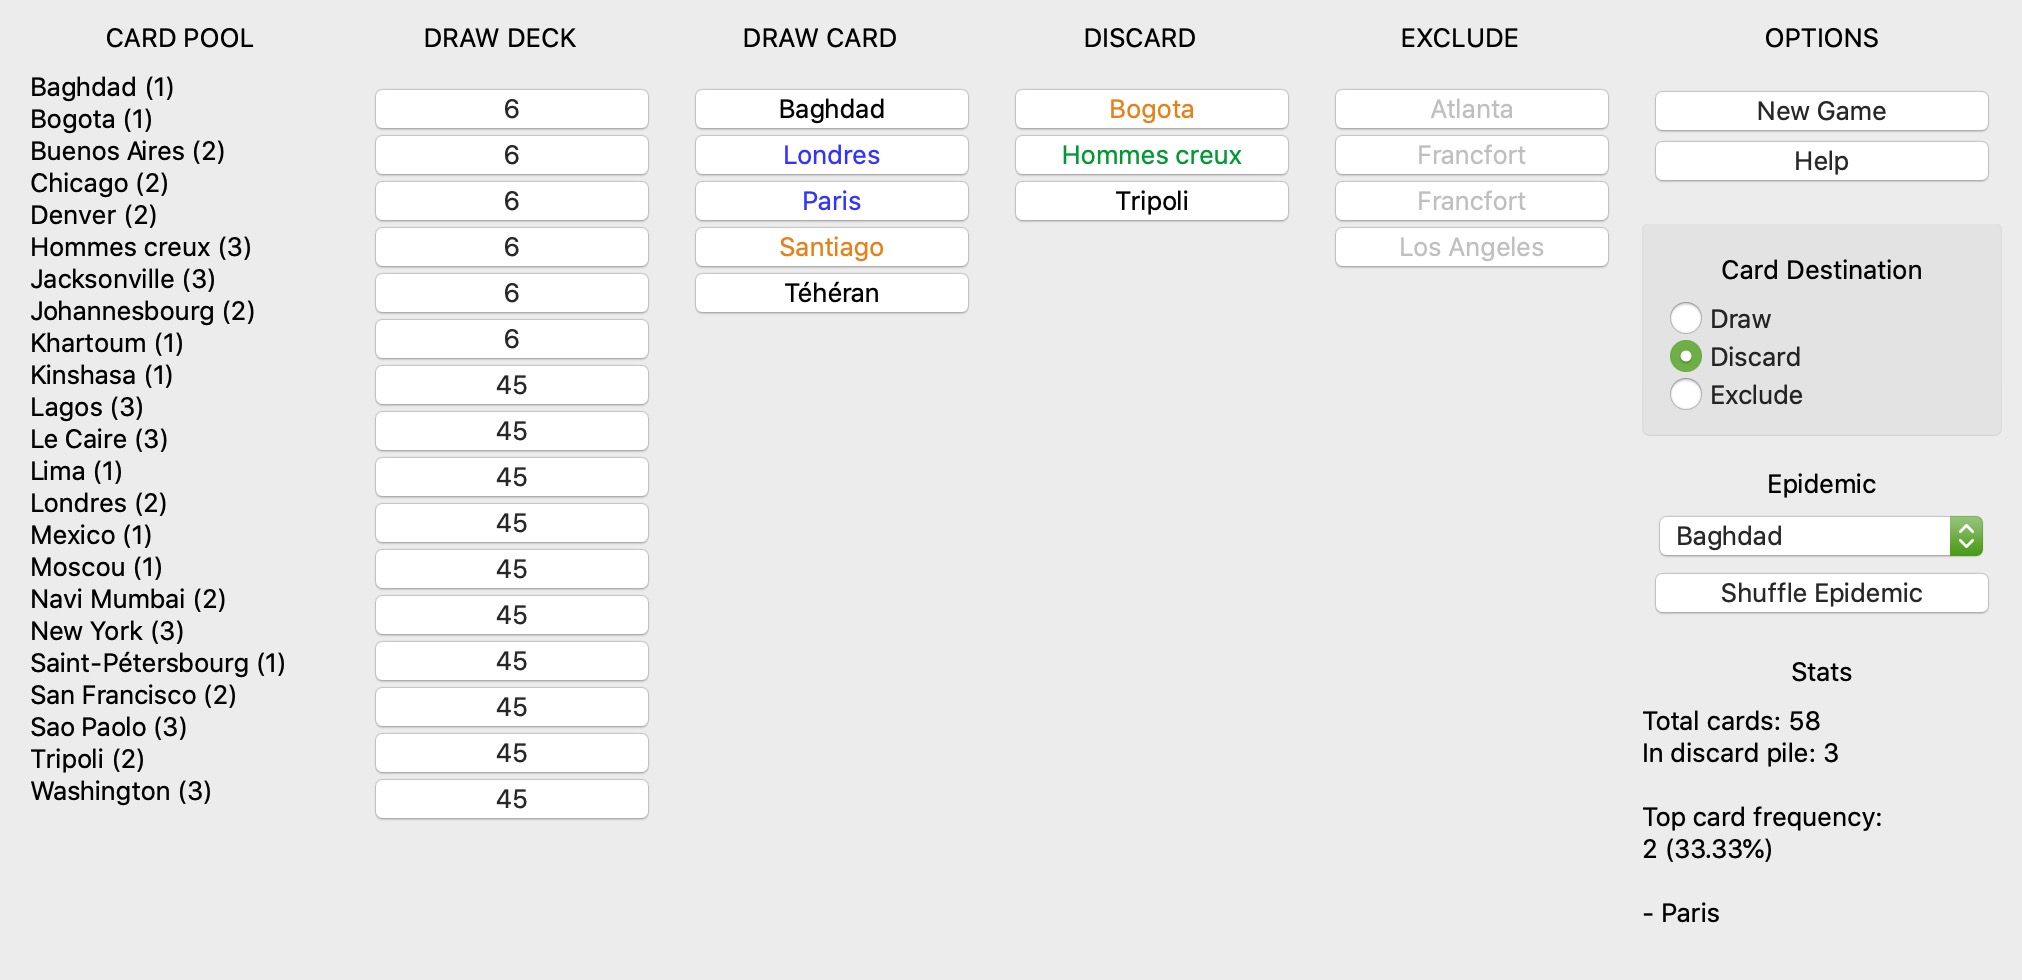 CARD POOL
Baghdad (1)
Bogota (1)
Buenos Aires (2)
Chicago (2)
Denver (2)
Hommes creux (3)
Jacksonville (3)
Johannesbourg (2)
Khartoum (1)
Kinshasa (1)
Lagos (3)
Le Caire (3)
Lima (1)
Londres (2)
Mexico (1)
Moscou (1)
Navi Mumbai (2)
New York (3)
Saint-Pétersbourg (1)
San Francisco (2)
Sao Paolo (3)
Tripoli (2)
Washington (3)
DRAW DECK
6
6
6
6
6
6
45
45
45
45
45
45
45
45
45
45
DRAW CARD
Baghdad
Londres
Paris
Santiago
Téhéran
DISCARD
Bogota
Hommes creux
Tripoli
EXCLUDE
Atlanta
Francfort
Francfort
Los Angeles
OPTIONS
New Game
Help
Card Destination
Draw
Discard
Exclude
Epidemic
Baghdad
Shuffle Epidemic
Stats
Total cards: 58
In discard pile: 3
Top card frequency:
2 (33.33%)
- Paris